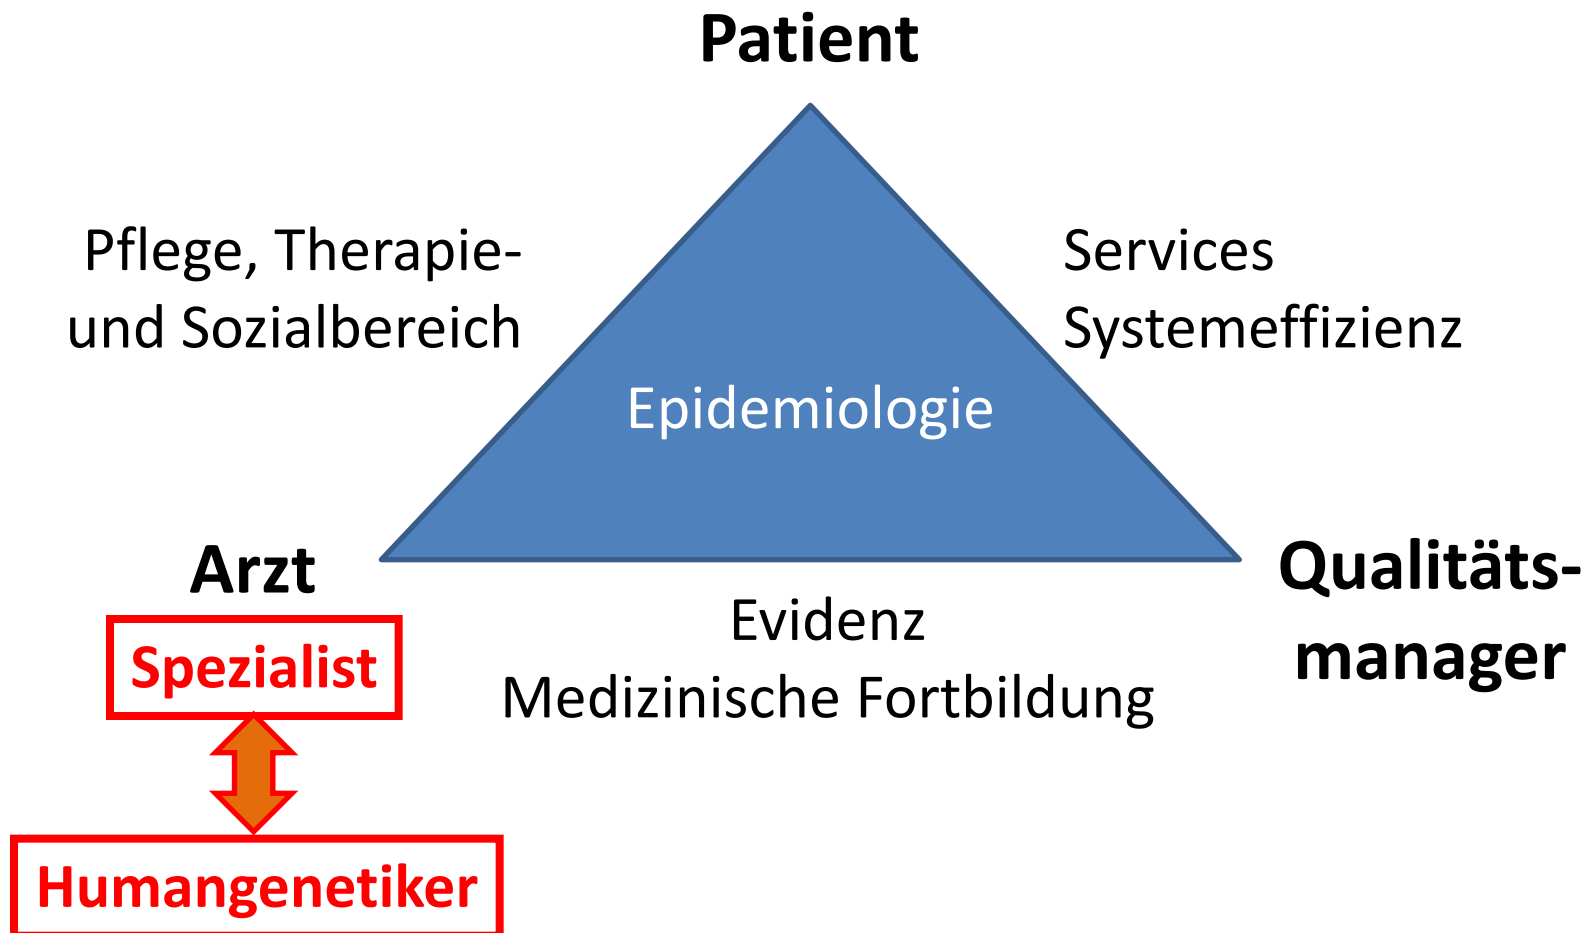 Patient
Pflege, Therapie-
und Sozialbereich
Services
Systemeffizienz
Epidemiologie
Arzt
Spezialist
Humangenetiker
Evidenz
Medizinische Fortbildung
Qualitäts-
manager